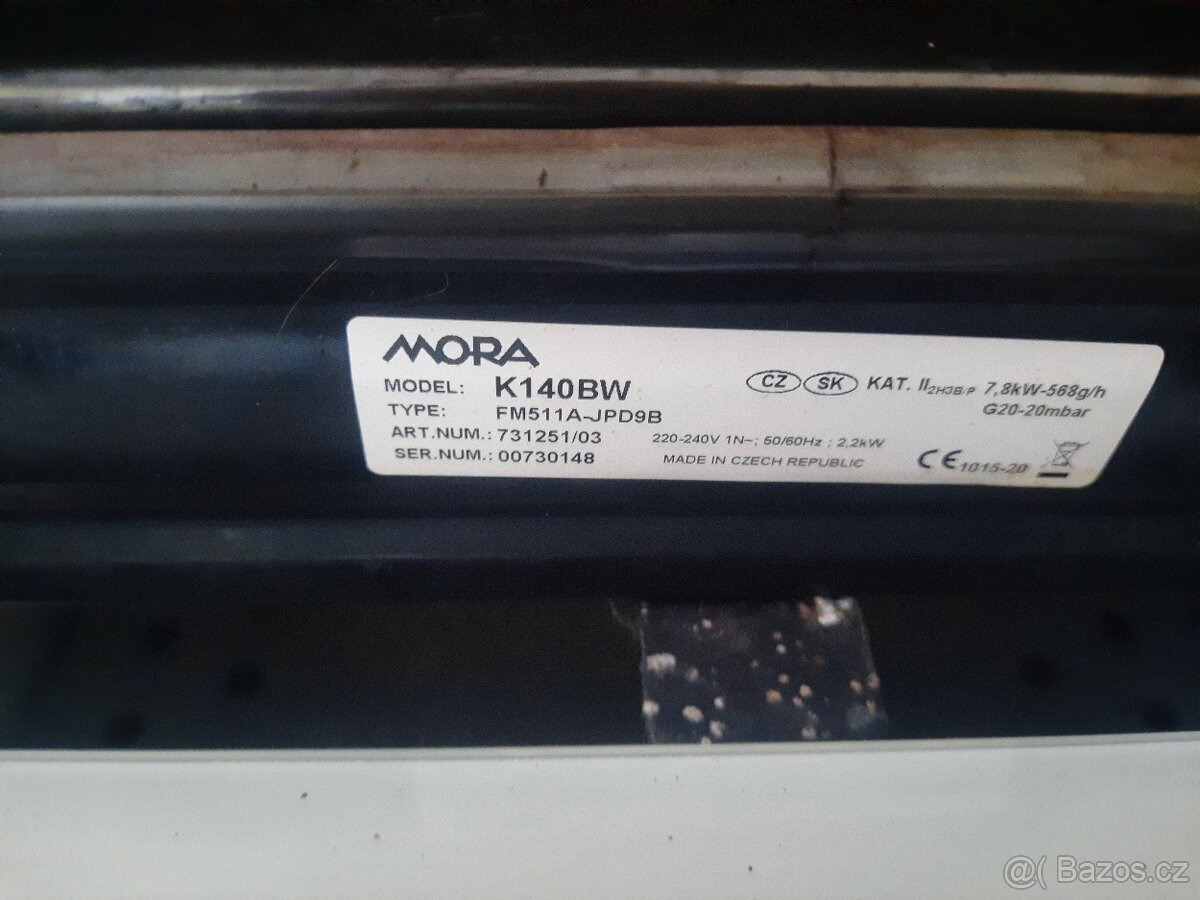 MORA
MODEL: K140BW
TYPE: FM511A-JPD9B
ART.NUM.: 731251/03
SER.NUM.: 00730148
CZ SK KAT. II2H3B/P 7,8kW-568g/h
G20-20mbar
220-240V 1N~; 50/60Hz ; 2,2kW
MADE IN CZECH REPUBLIC
CE 1015-20
@( Bazos.cz